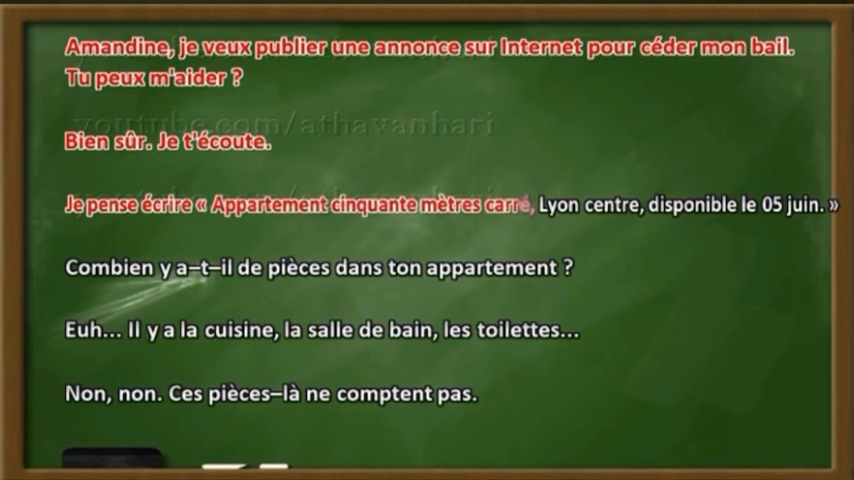 Amandine, je veux publier une annonce sur Internet pour céder mon bail.
Tu peux m'aider ?
youtube.com/athavanhari
Bien sûr. Je t'écoute.
Je pense écrire « Appartement cinquante mètres carré, Lyon centre, disponible le 05 juin. »
Combien y a–t–il de pièces dans ton appartement ?
Euh... Il y a la cuisine, la salle de bain, les toilettes...
Non, non. Ces pièces–là ne comptent pas.